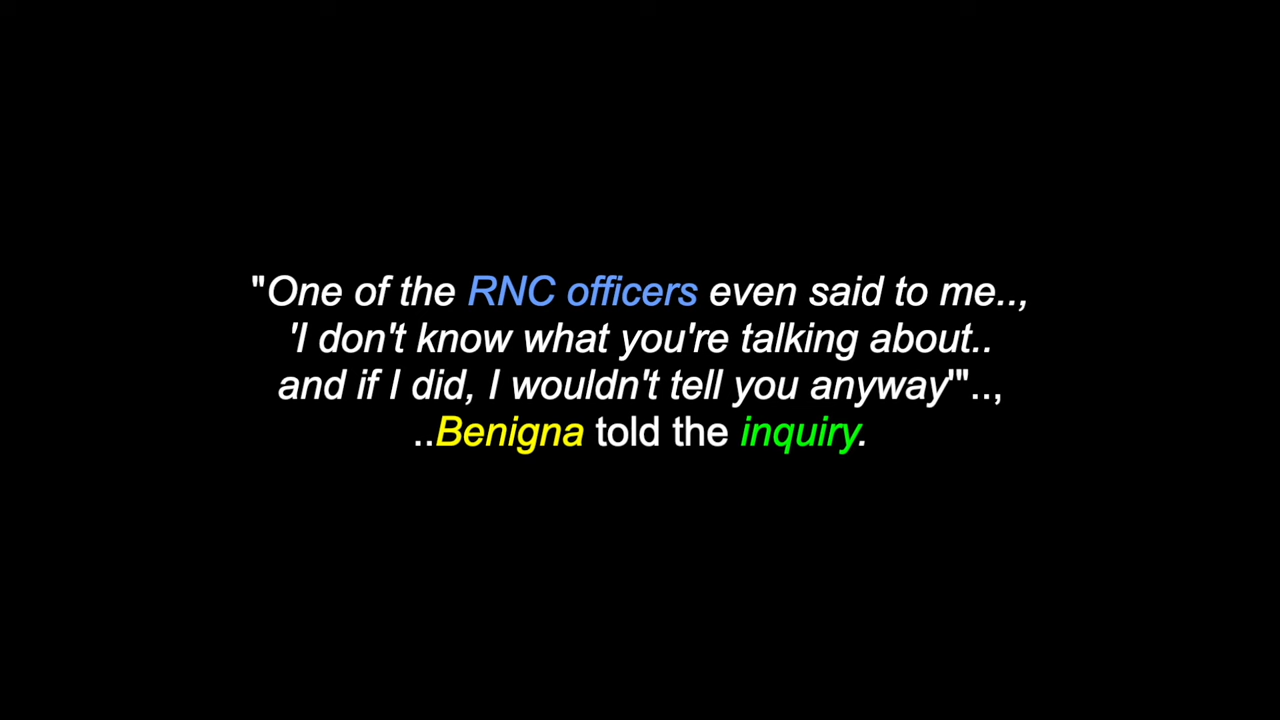 "One of the RNC officers even said to me..,
'I don't know what you're talking about..
and if I did, I wouldn't tell you anyway'"..,
..Benigna told the inquiry.